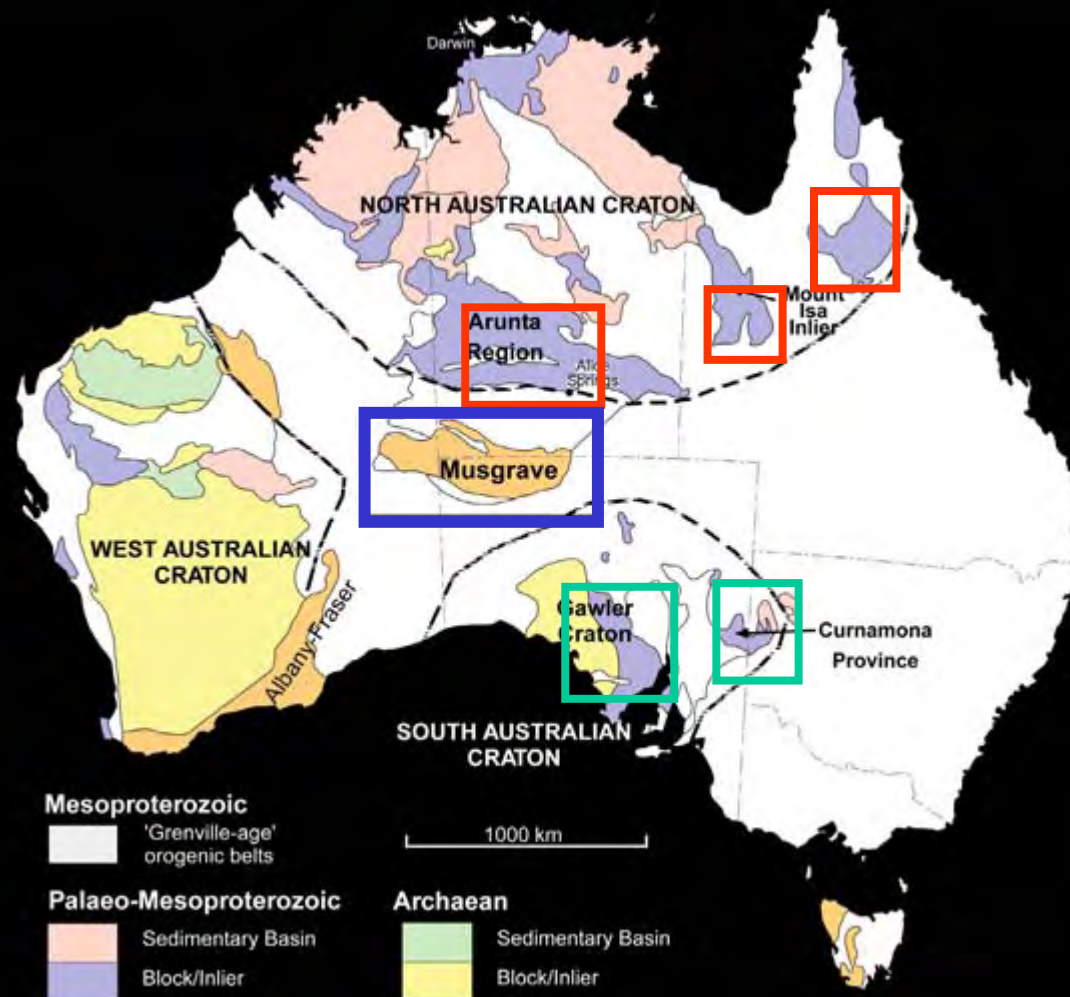 Darwin
NORTH AUSTRALIAN CRATON
Mount
Isa
Inlier
Arunta
Region
Alice
Springs
Musgrave
WEST AUSTRALIAN
CRATON
Albany-Fraser
Gawler
Craton
Curnamona
Province
SOUTH AUSTRALIAN
CRATON
Mesoproterozoic
'Grenville-age'
orogenic belts
1000 km
Palaeo-Mesoproterozoic
Sedimentary Basin
Block/Inlier
Archaean
Sedimentary Basin
Block/Inlier